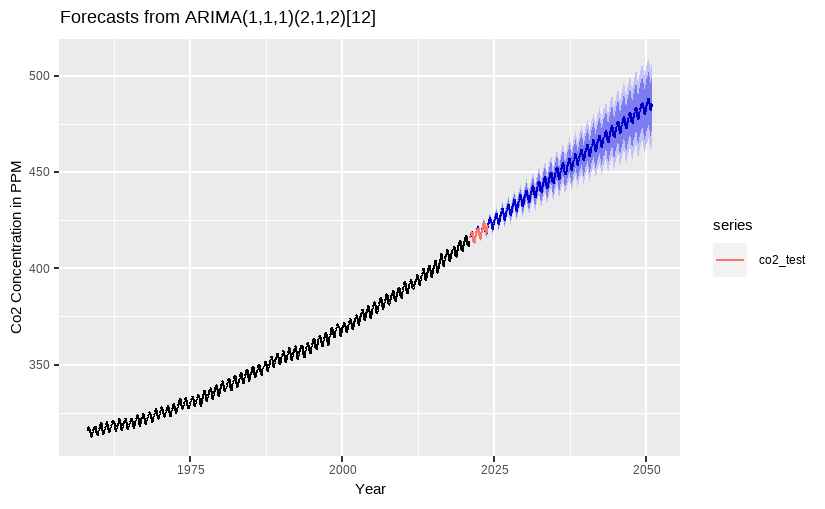 Forecasts from ARIMA(1,1,1)(2,1,2)[12]
Co2 Concentration in PPM
500
450
400
350
1975
2000
2025
2050
Year
series
co2_test